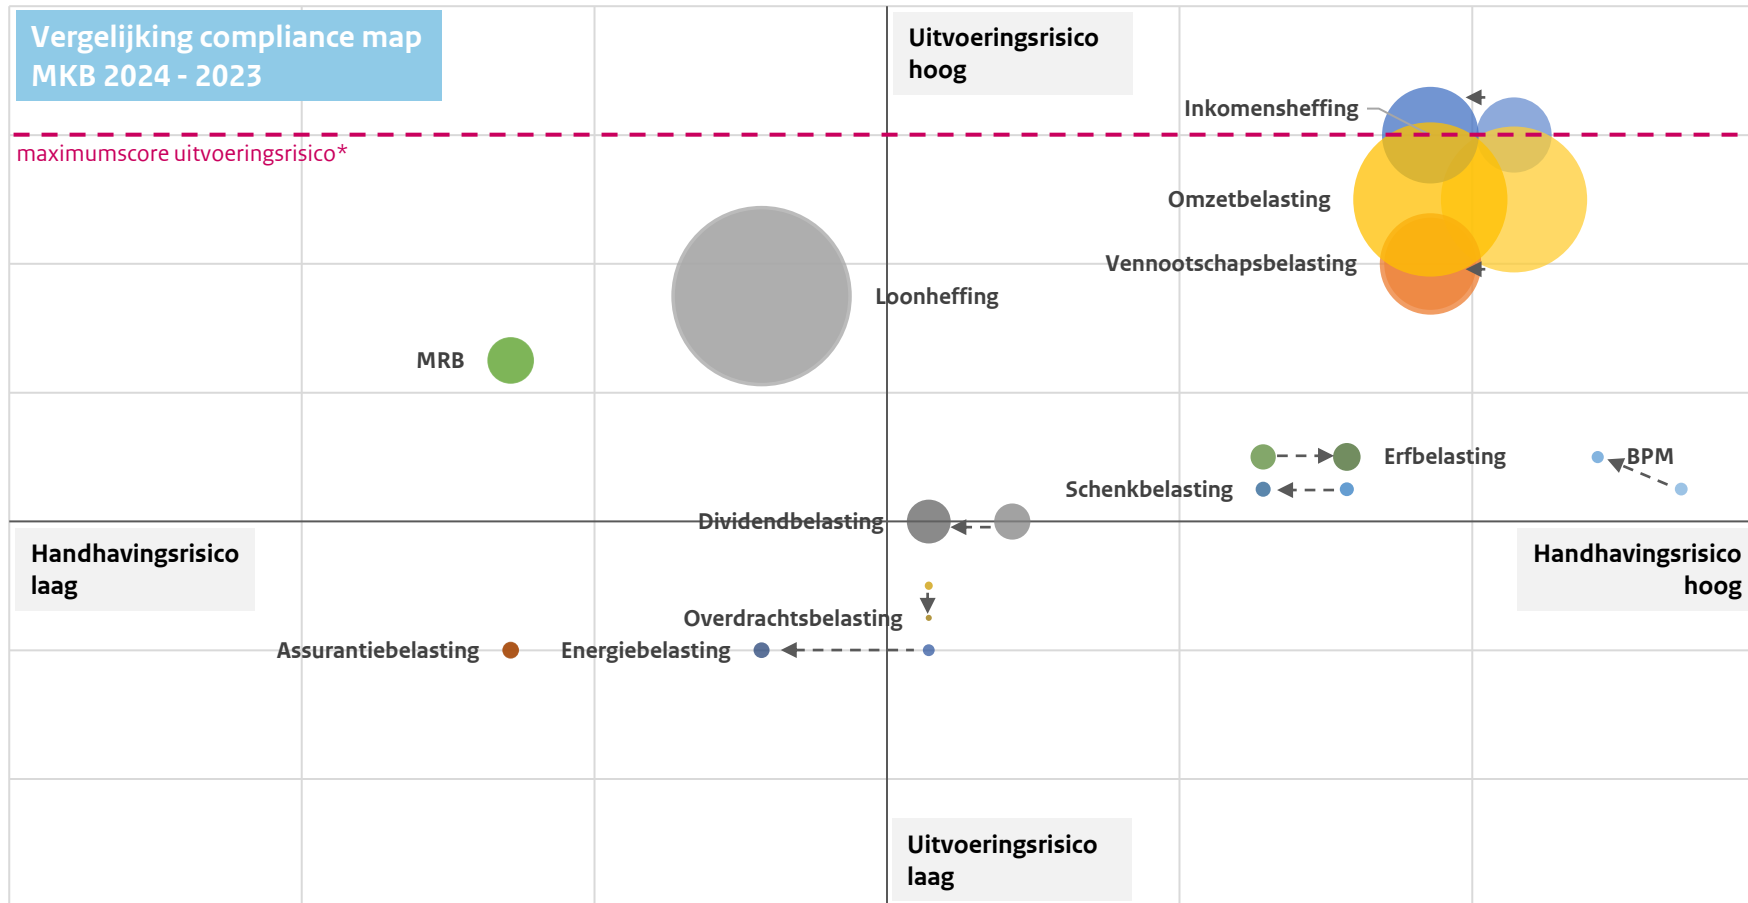 Vergelijking compliance map
MKB 2024 - 2023
Uitvoeringsrisico
hoog
Inkomensheffing
maximumscore uitvoeringsrisico*
Omzetbelasting
Vennootschapsbelasting
Loonheffing
MRB
Erfbelasting
BPM
Schenkbelasting
Dividendbelasting
Handhavingsrisico
laag
Handhavingsrisico
hoog
Overdrachtsbelasting
Assurantiebelasting
Energiebelasting
Uitvoeringsrisico
laag